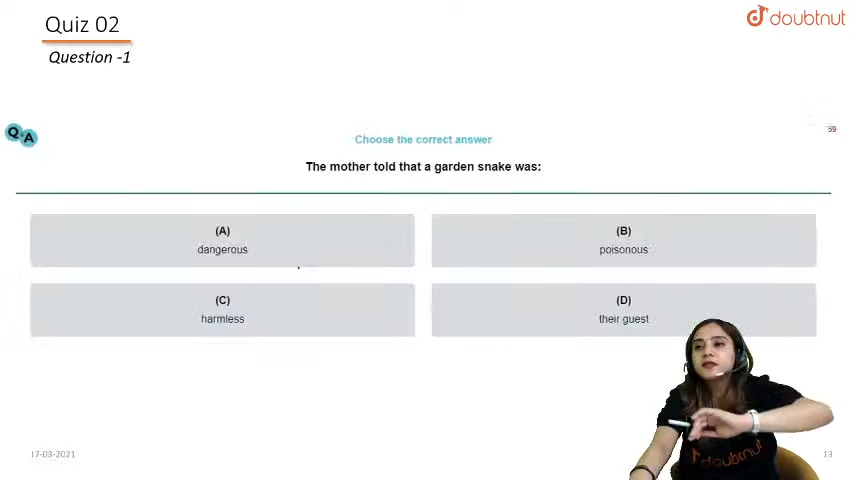 Quiz 02
doubtnut
Question -1
Q A
59
Choose the correct answer
The mother told that a garden snake was:
(A)
dangerous
(B)
poisonous
(C)
harmless
(D)
their guest
doubtnut
17-03-2021
13